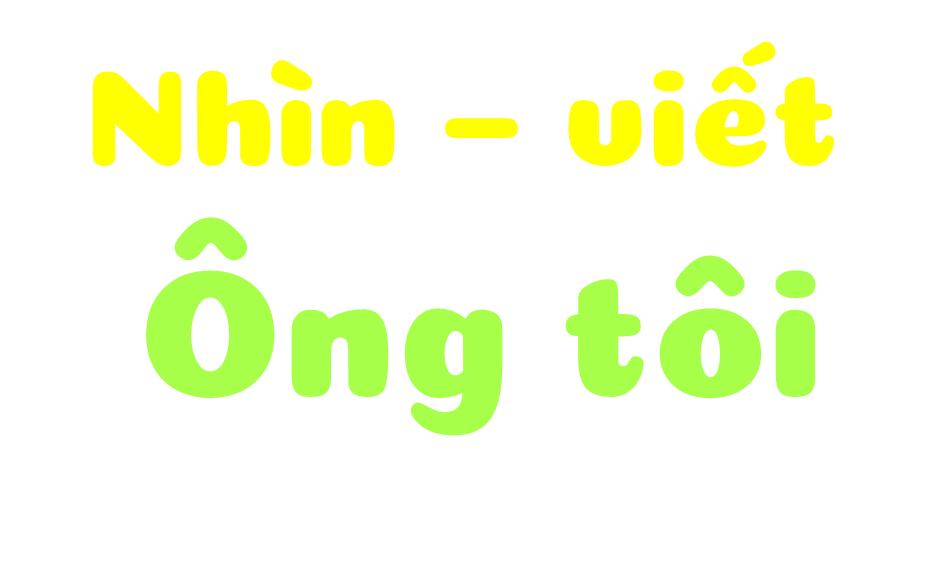 Nhìn – viết
Ông tôi